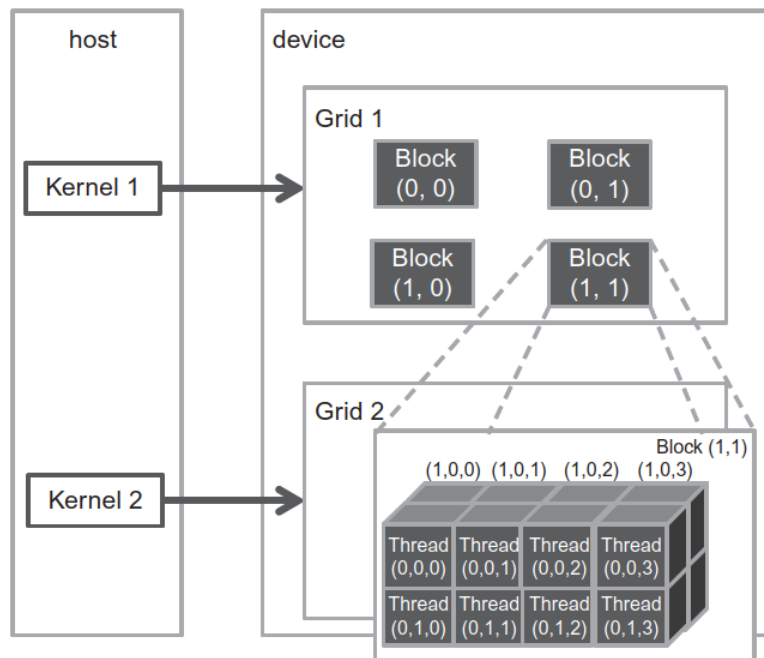 host
device
Grid 1
Kernel 1
Block
(0, 0)
Block
(0, 1)
Block
(1, 0)
Block
(1, 1)
Grid 2
Kernel 2
Block (1,1)
(1,0,0) (1,0,1) (1,0,2) (1,0,3)
Thread
(0,0,0)
Thread
(0,0,1)
Thread
(0,0,2)
Thread
(0,0,3)
Thread
(0,1,0)
Thread
(0,1,1)
Thread
(0,1,2)
Thread
(0,1,3)